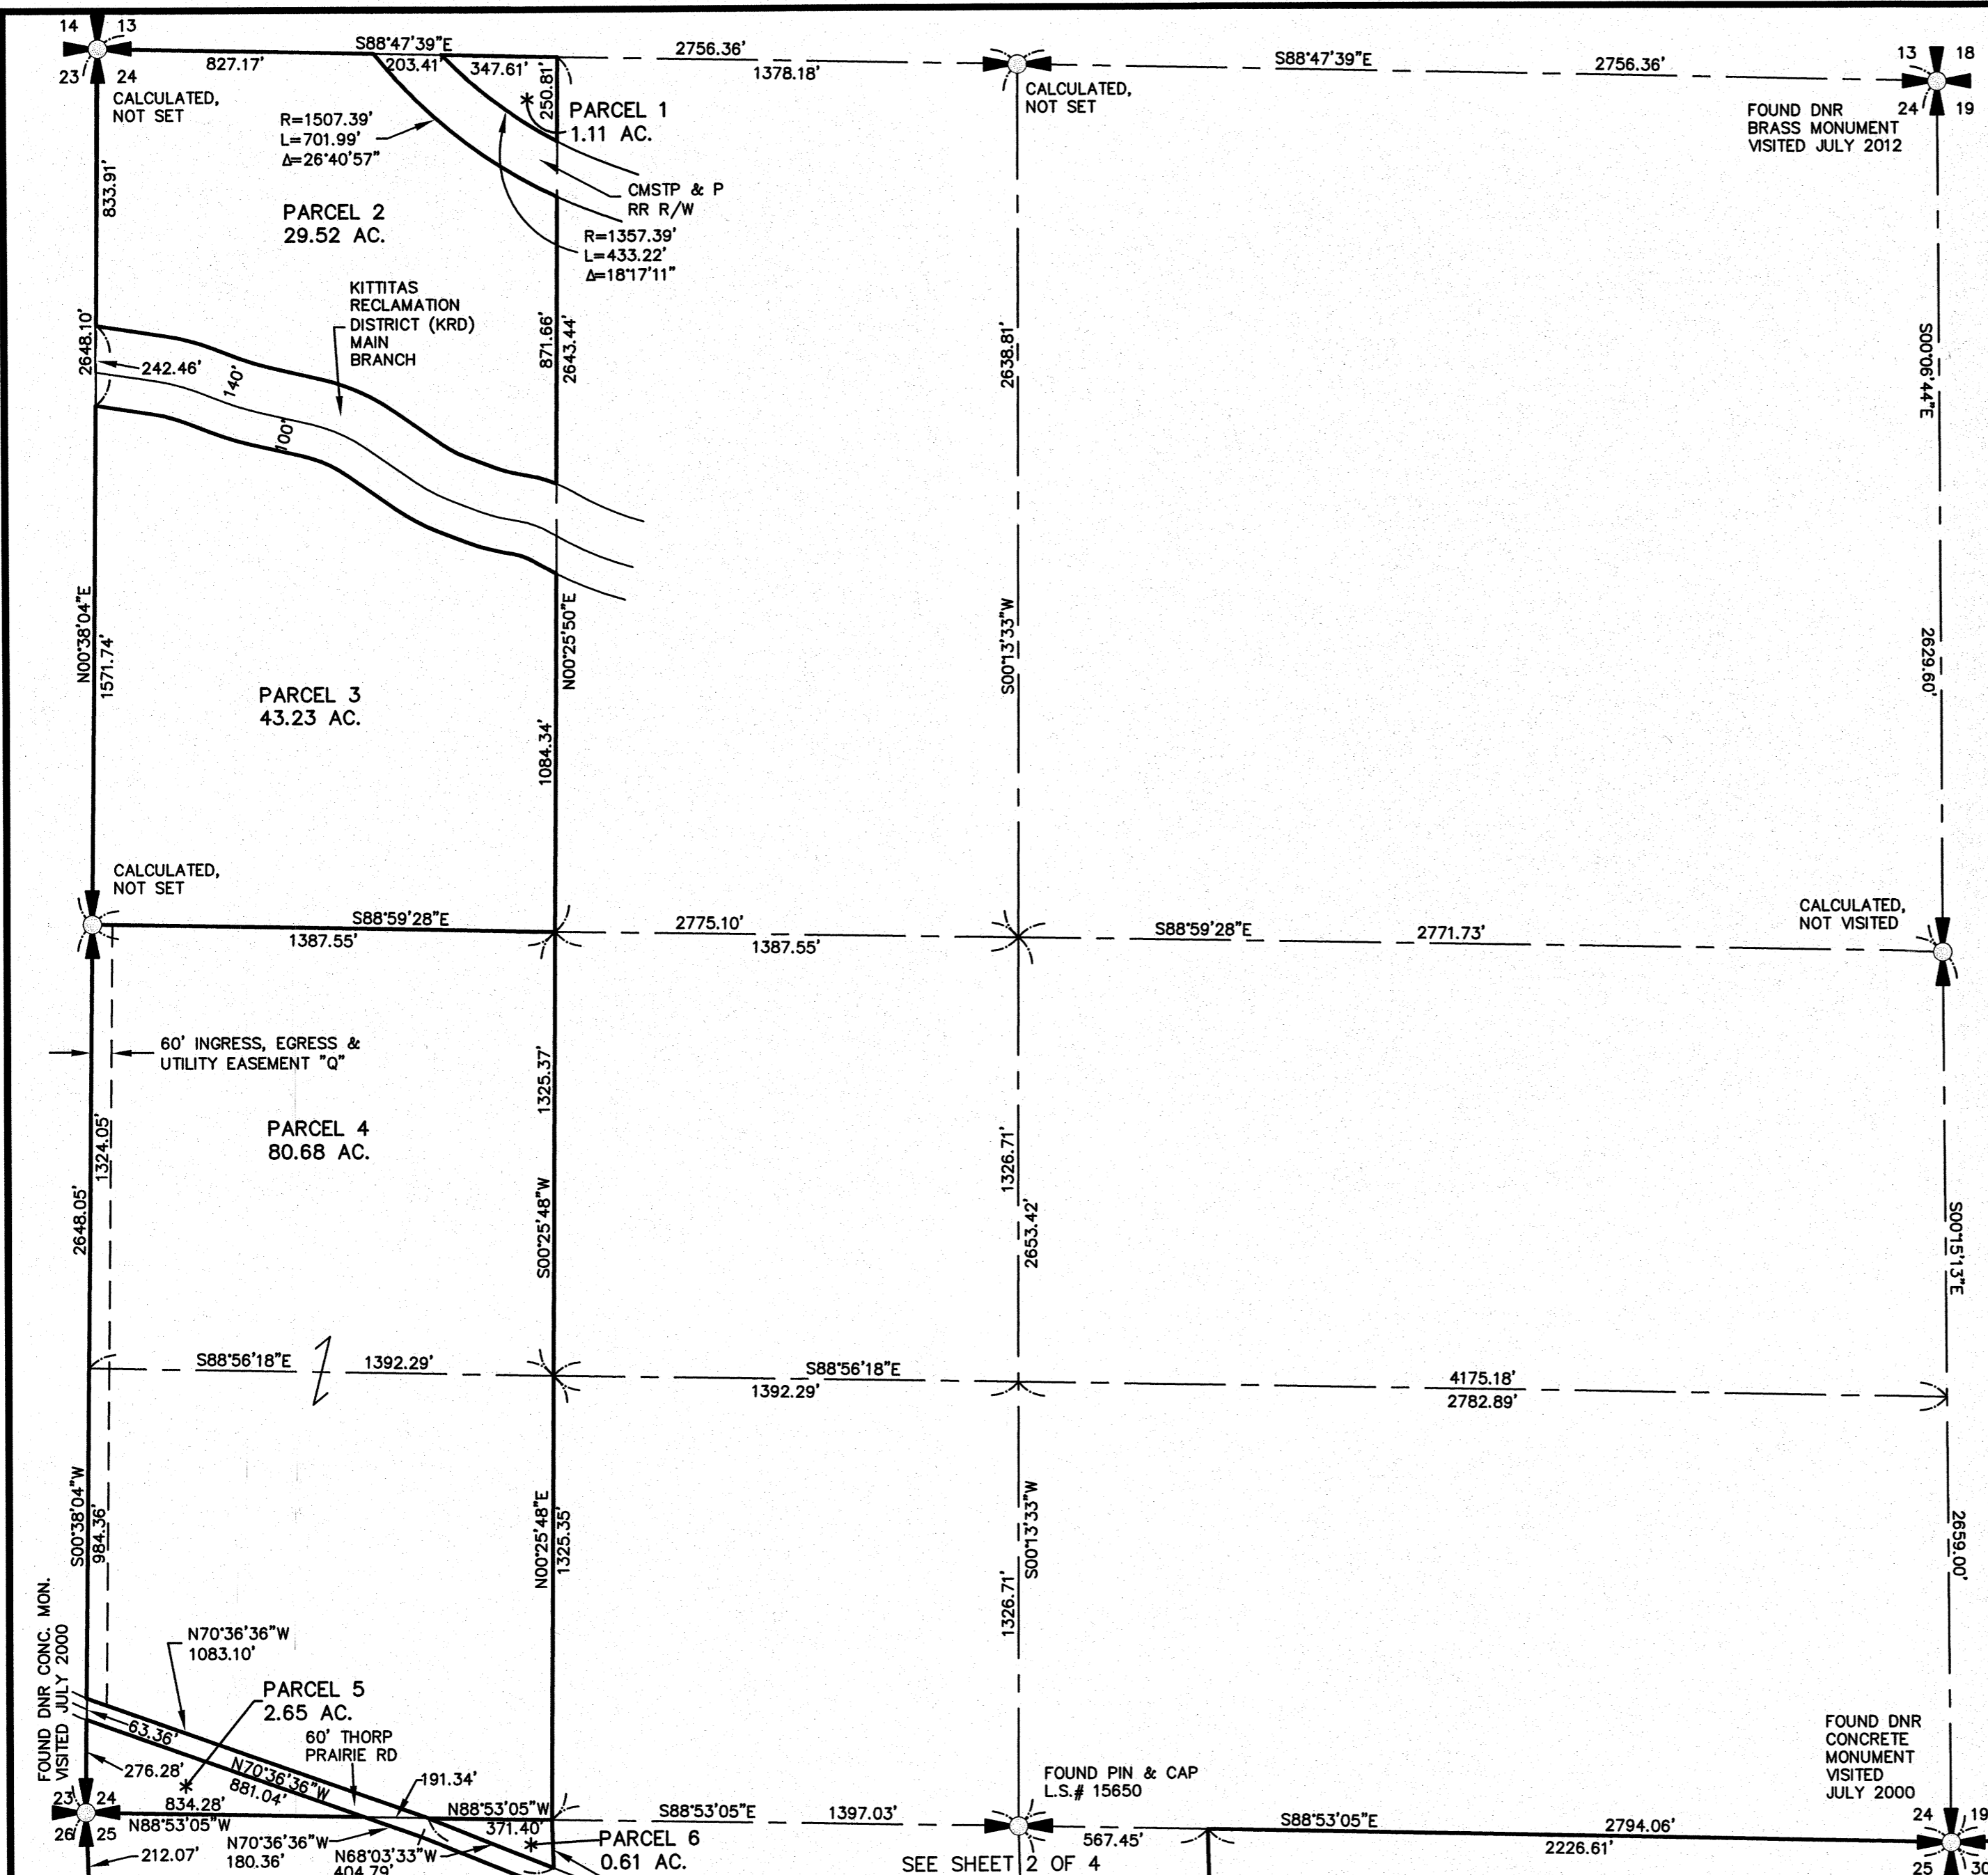 14 13
S88°47'39"E
2756.36'
S88°47'39"E
2756.36'
13 18
827.17'
203.41'
347.61'
1378.18'
23 24
24 19
CALCULATED,
NOT SET
250.81'
PARCEL 1
1.11 AC.
CALCULATED,
NOT SET
FOUND DNR
BRASS MONUMENT
VISITED JULY 2012
R=1507.39'
L=701.99'
Δ=26°40'57"
833.91'
CMSTP & P
RR R/W
PARCEL 2
29.52 AC.
R=1357.39'
L=433.22'
Δ=18°17'11"
KITTITAS
RECLAMATION
DISTRICT (KRD)
MAIN
BRANCH
2648.10'
242.46'
140'
100'
871.66'
2643.44'
2638.81'
S00°06'44"E
N00°38'04"E
1571.74'
N00°25'50"E
S00°13'33"W
2629.60'
PARCEL 3
43.23 AC.
1084.34'
CALCULATED,
NOT SET
S88°59'28"E
1387.55'
2775.10'
1387.55'
S88°59'28"E
2771.73'
CALCULATED,
NOT VISITED
60' INGRESS, EGRESS &
UTILITY EASEMENT "Q"
1325.37'
PARCEL 4
80.68 AC.
1324.05'
2648.05'
S00°25'48"W
1326.71'
2653.42'
S00°15'13"E
S88°56'18"E
1392.29'
S88°56'18"E
1392.29'
4175.18'
2782.89'
S00°38'04"W
984.36'
N00°25'48"E
1325.35'
S00°13'33"W
1326.71'
2659.00'
FOUND DNR CONC. MON.
VISITED JULY 2000
N70°36'36"W
1083.10'
PARCEL 5
2.65 AC.
63.36'
60' THORP
PRAIRIE RD
276.28'
N70°36'36"W
881.04'
191.34'
FOUND PIN & CAP
L.S.# 15650
FOUND DNR
CONCRETE
MONUMENT
VISITED
JULY 2000
23 24
834.28'
N88°53'05"W
N88°53'05"W
371.40'
S88°53'05"E
1397.03'
567.45'
S88°53'05"E
2794.06'
2226.61'
24 19
26 25
25 30
212.07'
N70°36'36"W
180.36'
N68°03'33"W
404.79'
PARCEL 6
0.61 AC.
SEE SHEET 2 OF 4